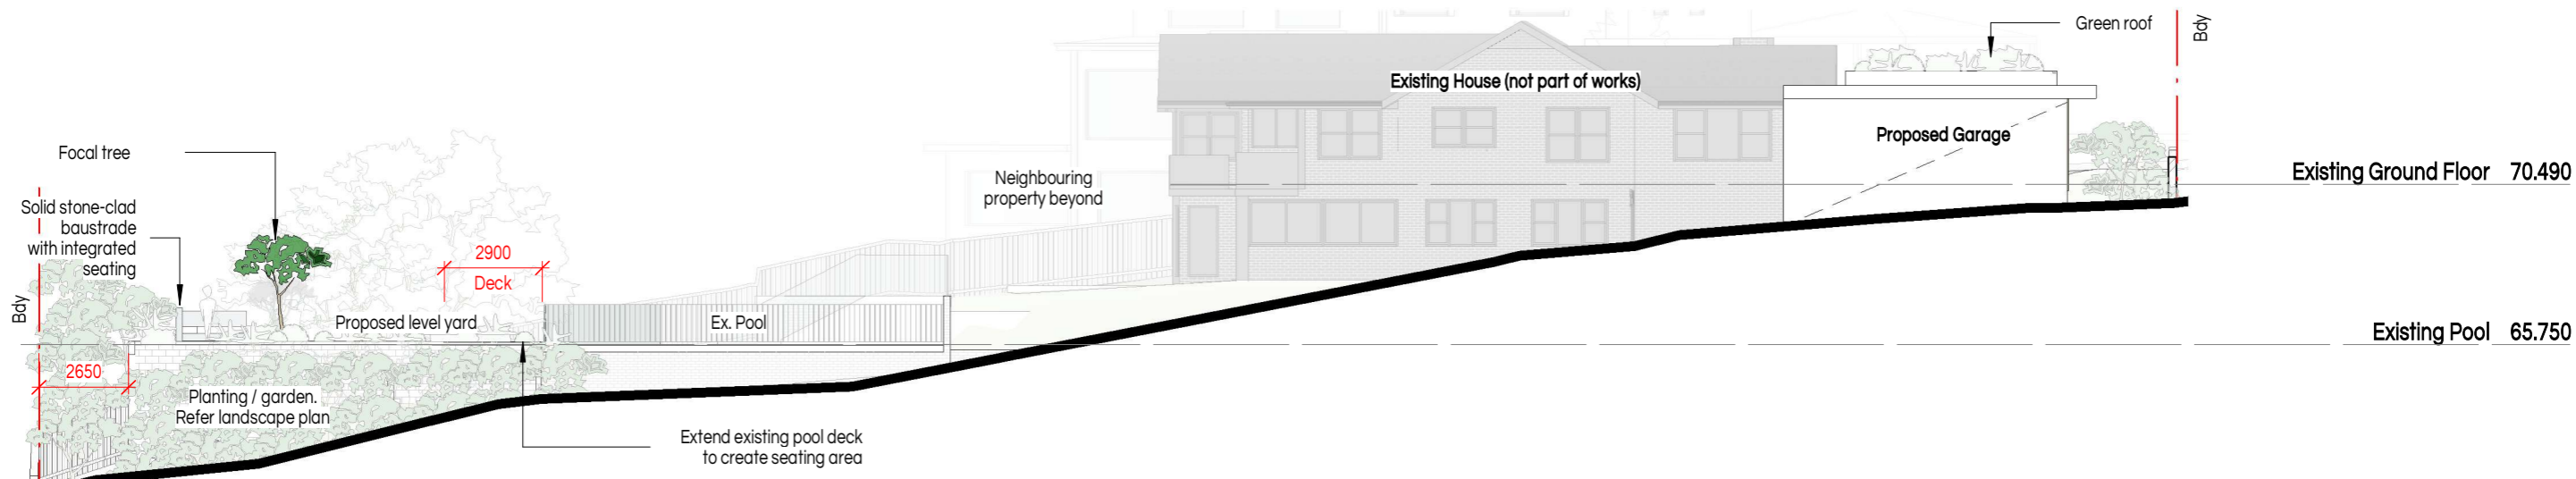 Green roof
Bdy
Existing House (not part of works)
Proposed Garage
Focal tree
Existing Ground Floor 70.490
Neighbouring
property beyond
Solid stone-clad
baustrade
with integrated
seating
2900
Deck
Bdy
Proposed level yard
Ex. Pool
Existing Pool 65.750
2650
Planting / garden.
Refer landscape plan
Extend existing pool deck
to create seating area